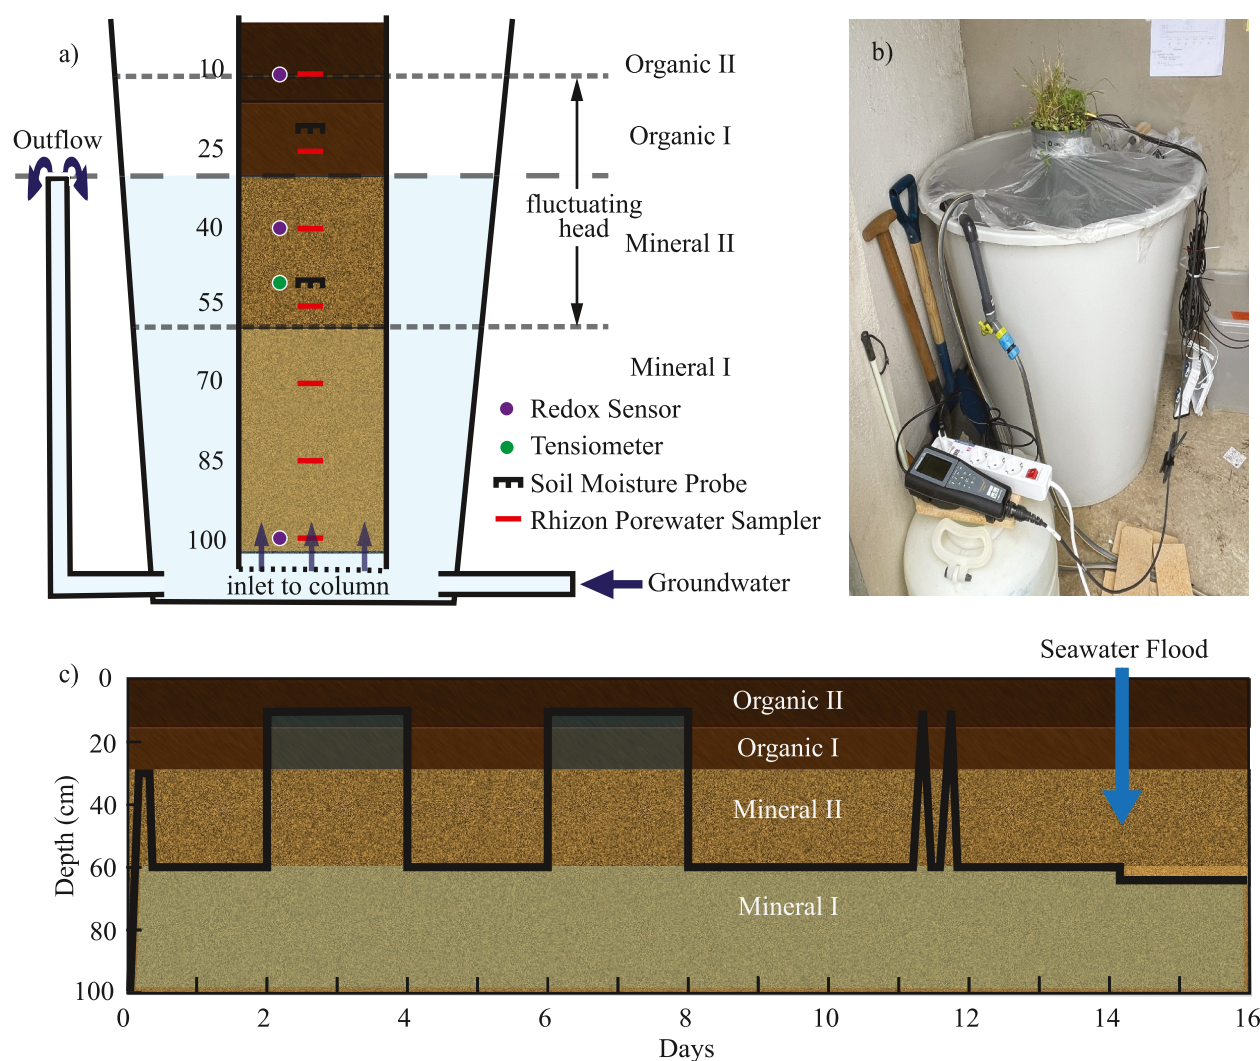 a)
10
25
40
55
70
85
100
Outflow
Organic II
Organic I
fluctuating
head
Mineral II
Mineral I
Redox Sensor
Tensiometer
Soil Moisture Probe
Rhizon Porewater Sampler
inlet to column
Groundwater
b)
c)
Seawater Flood
Organic II
Organic I
Mineral II
Mineral I
Depth (cm)
0
20
40
60
80
100
0 2 4 6 8 10 12 14 16
Days